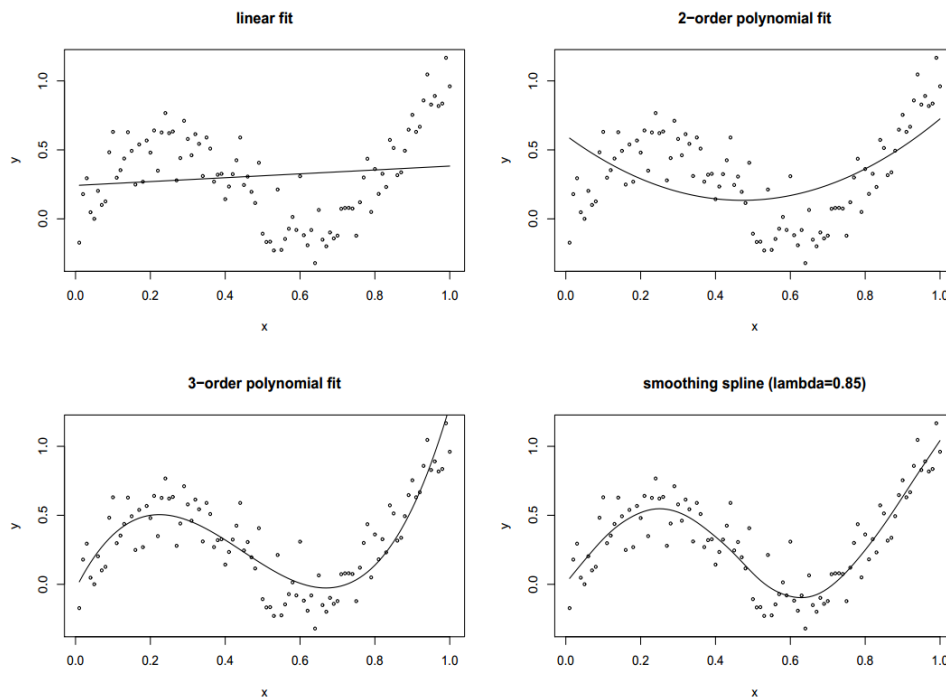 linear fit
y
1.0
0.5
0.0
0.0 0.2 0.4 0.6 0.8 1.0
x
2−order polynomial fit
y
1.0
0.5
0.0
0.0 0.2 0.4 0.6 0.8 1.0
x
3−order polynomial fit
y
1.0
0.5
0.0
0.0 0.2 0.4 0.6 0.8 1.0
x
smoothing spline (lambda=0.85)
y
1.0
0.5
0.0
0.0 0.2 0.4 0.6 0.8 1.0
x